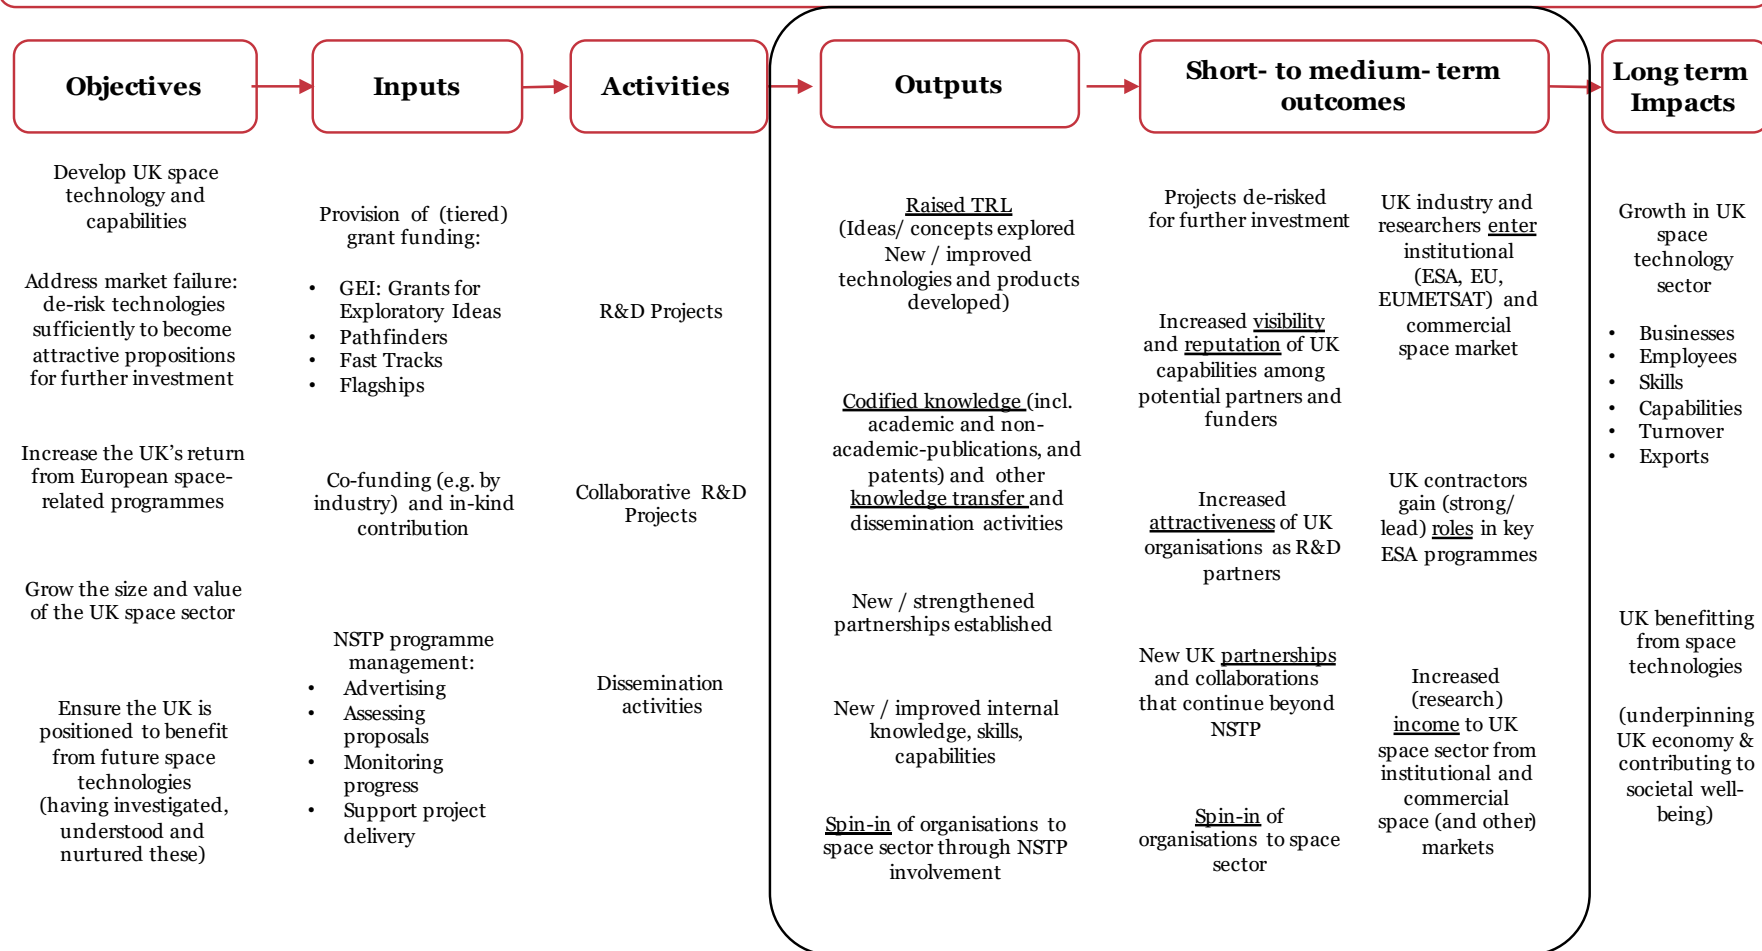 Objectives
Inputs
Activities
Outputs
Short- to medium- term
outcomes
Long term
Impacts
Develop UK space
technology and
capabilities
Address market failure:
de-risk technologies
sufficiently to become
attractive propositions
for further investment
Increase the UK’s return
from European space-
related programmes
Grow the size and value
of the UK space sector
Ensure the UK is
positioned to benefit
from future space
technologies
(having investigated,
understood and
nurtured these)
Provision of (tiered)
grant funding:
• GEI: Grants for
Exploratory Ideas
• Pathfinders
• Fast Tracks
• Flagships
Co-funding (e.g. by
industry) and in-kind
contribution
NSTP programme
management:
• Advertising
• Assessing
proposals
• Monitoring
progress
• Support project
delivery
R&D Projects
Collaborative R&D
Projects
Dissemination
activities
Raised TRL
(Ideas/ concepts explored
New / improved
technologies and products
developed)
Codified knowledge (incl.
academic and non-
academic-publications, and
patents) and other
knowledge transfer and
dissemination activities
New / strengthened
partnerships established
New / improved internal
knowledge, skills,
capabilities
Spin-in of organisations to
space sector through NSTP
involvement
Projects de-risked
for further investment
Increased visibility
and reputation of UK
capabilities among
potential partners and
funders
Increased
attractiveness of UK
organisations as R&D
partners
New UK partnerships
and collaborations
that continue beyond
NSTP
Spin-in of
organisations to space
sector
UK industry and
researchers enter
institutional
(ESA, EU,
EUMETSAT) and
commercial
space market
UK contractors
gain (strong/
lead) roles in key
ESA programmes
Increased
(research)
income to UK
space sector from
institutional and
commercial
space (and other)
markets
Growth in UK
space
technology
sector
• Businesses
• Employees
• Skills
• Capabilities
• Turnover
• Exports
UK benefitting
from space
technologies
(underpinning
UK economy &
contributing to
societal well-
being)